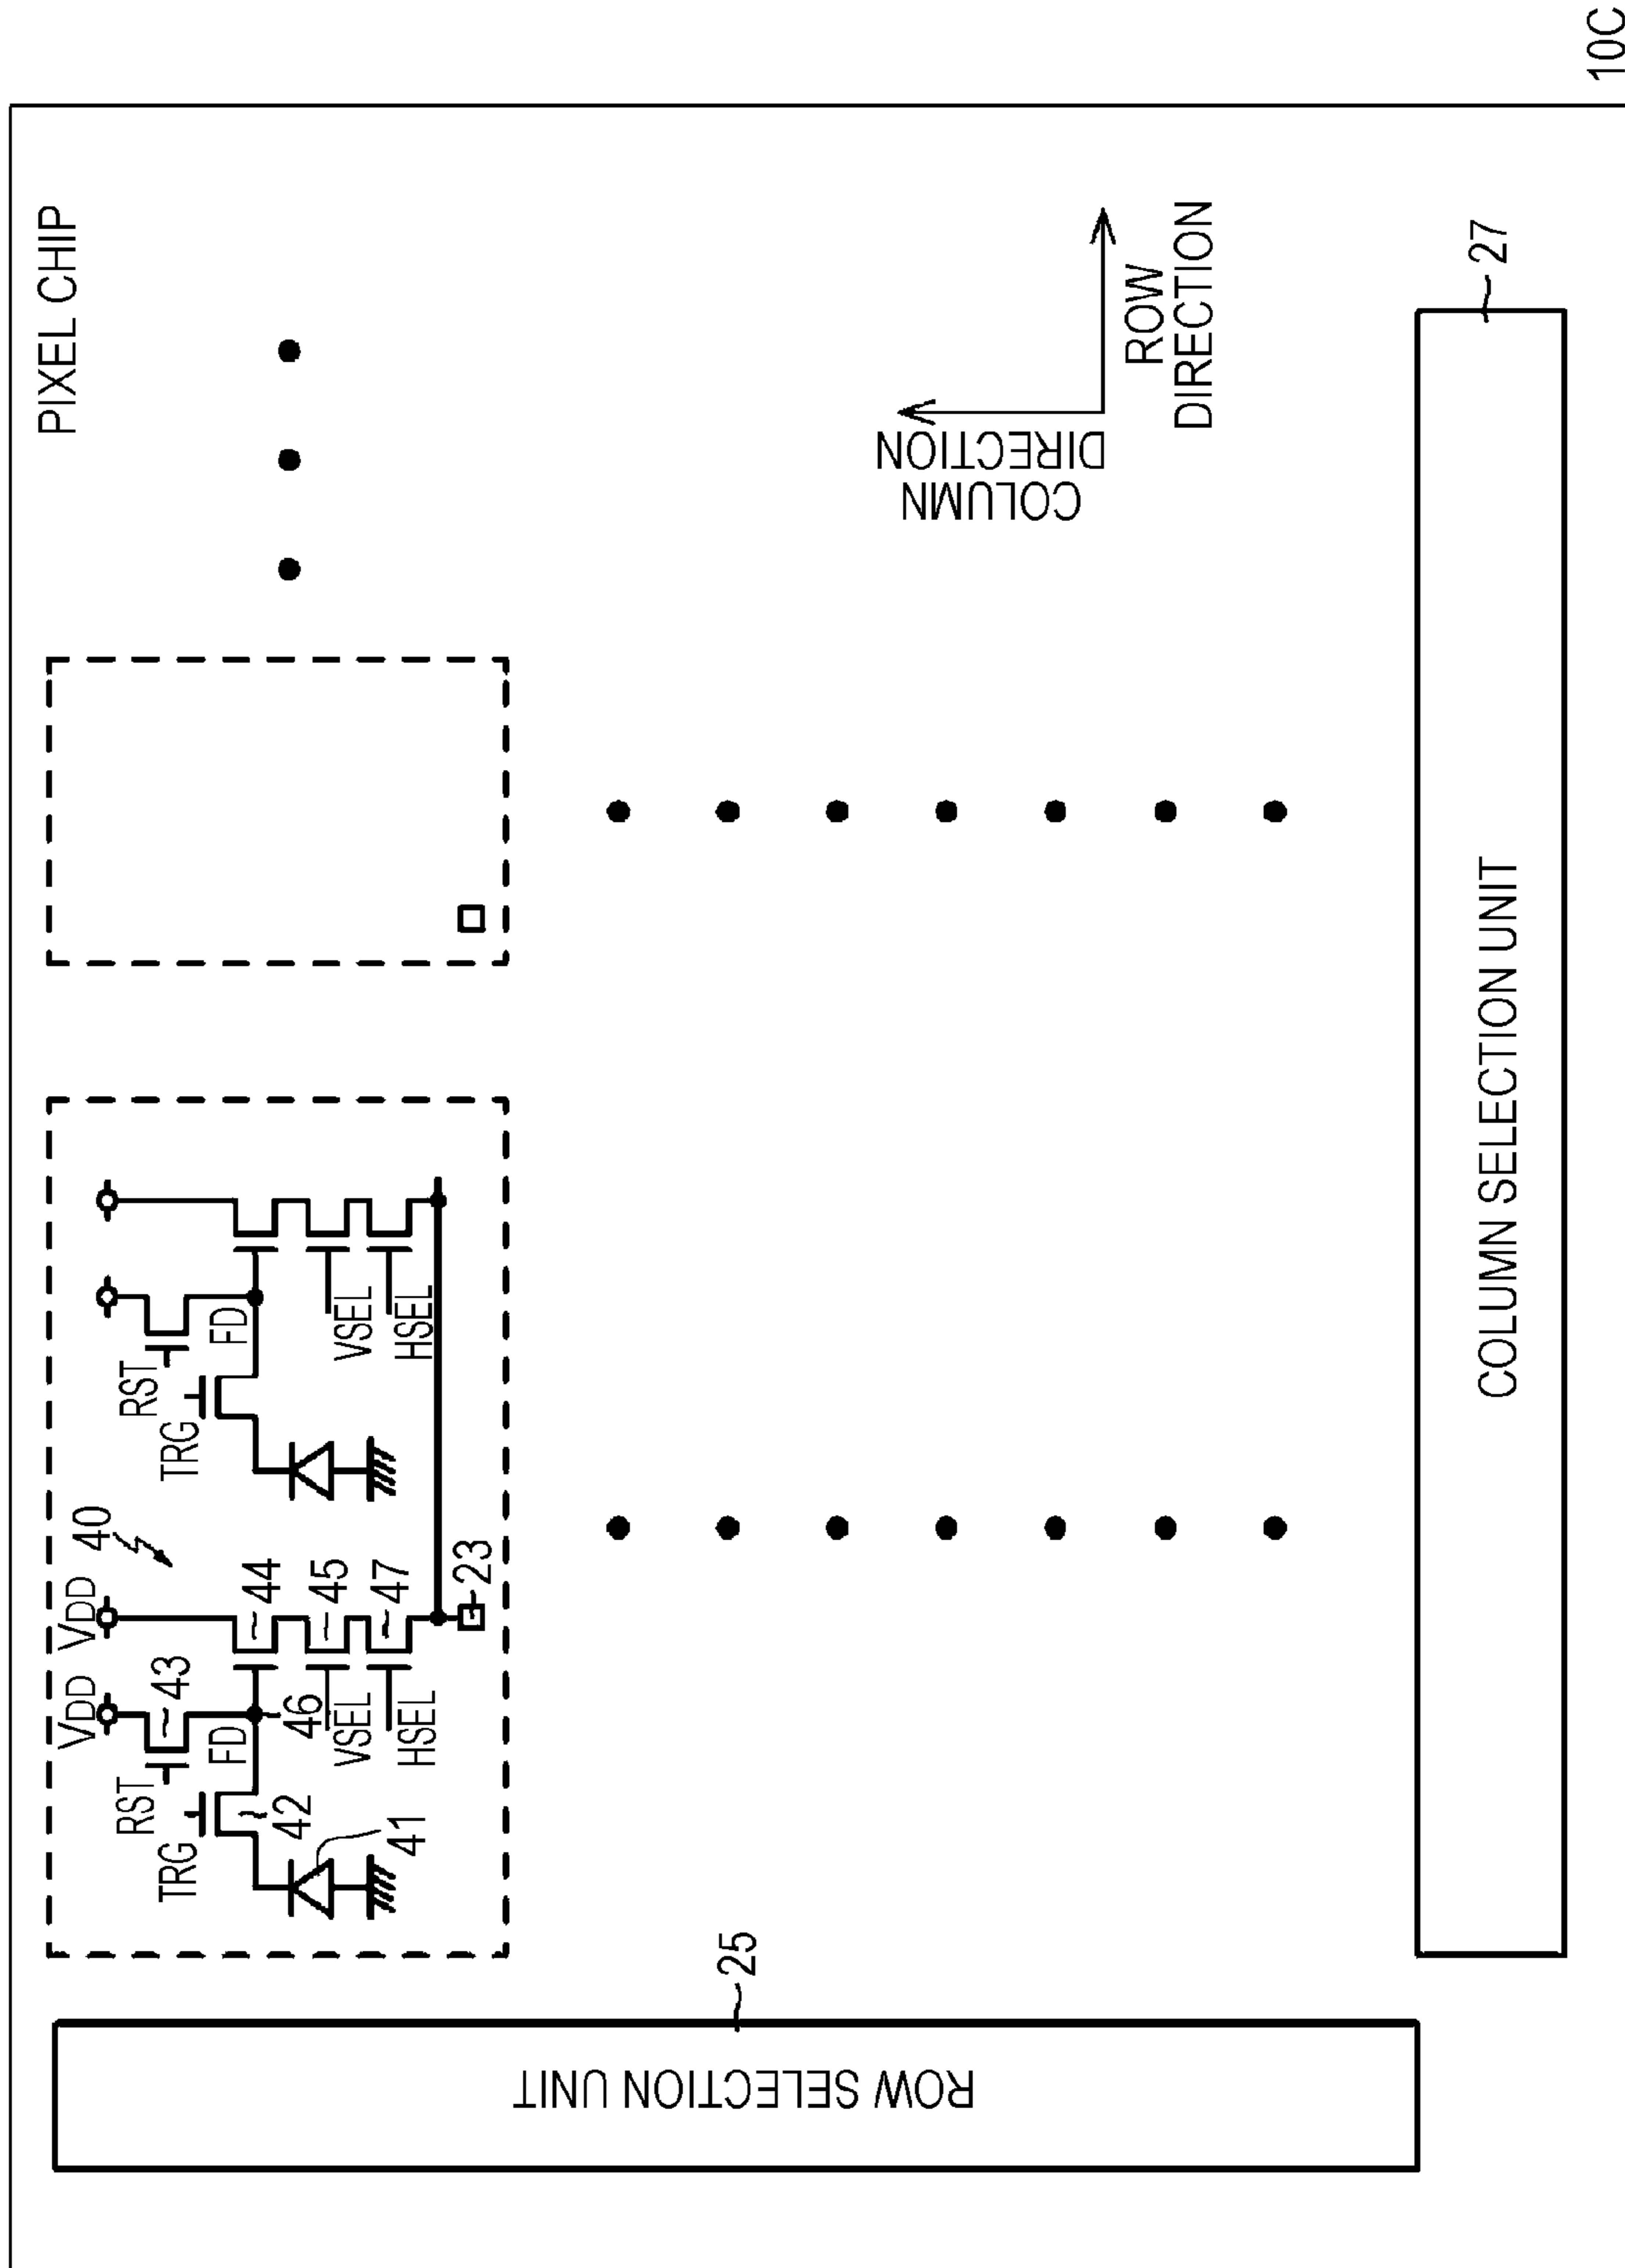 10C
PIXEL CHIP
VDD
VDD
40
RST
43
TRG
FD
44
42
46
45
VSEL
47
HSEL
41
23
RST
TRG
FD
VSEL
HSEL
COLUMN
DIRECTION
ROW
DIRECTION
ROW SELECTION UNIT
25
COLUMN SELECTION UNIT
27